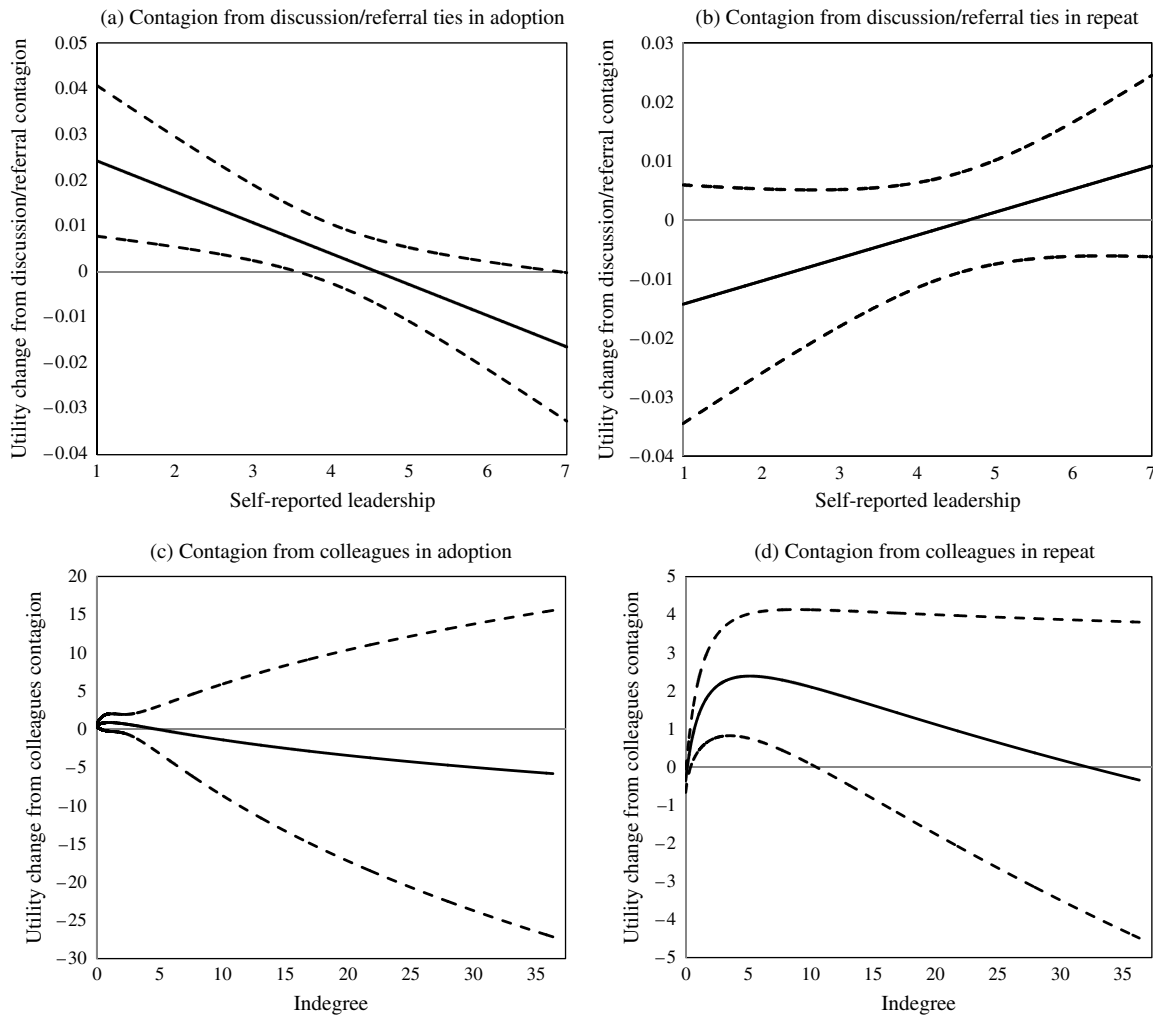 (a) Contagion from discussion/referral ties in adoption
Utility change from discussion/referral contagion
0.05
0.04
0.03
0.02
0.01
0
–0.01
–0.02
–0.03
–0.04
1 2 3 4 5 6 7
Self-reported leadership
(b) Contagion from discussion/referral ties in repeat
Utility change from discussion/referral contagion
0.03
0.02
0.01
0
–0.01
–0.02
–0.03
–0.04
1 2 3 4 5 6 7
Self-reported leadership
(c) Contagion from colleagues in adoption
Utility change from colleagues contagion
20
15
10
5
0
–5
–10
–15
–20
–25
–30
0 5 10 15 20 25 30 35
Indegree
(d) Contagion from colleagues in repeat
Utility change from colleagues contagion
5
4
3
2
1
0
–1
–2
–3
–4
–5
0 5 10 15 20 25 30 35
Indegree